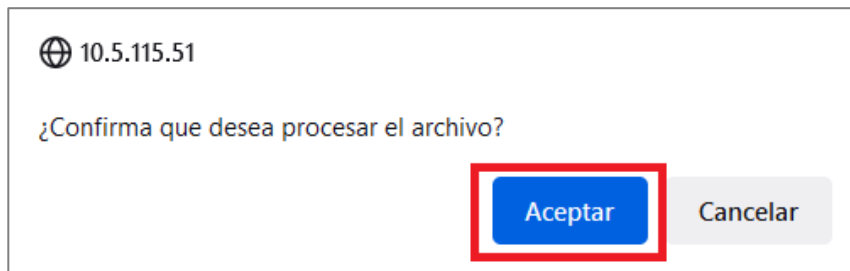 10.5.115.51
¿Confirma que desea procesar el archivo?
Aceptar Cancelar